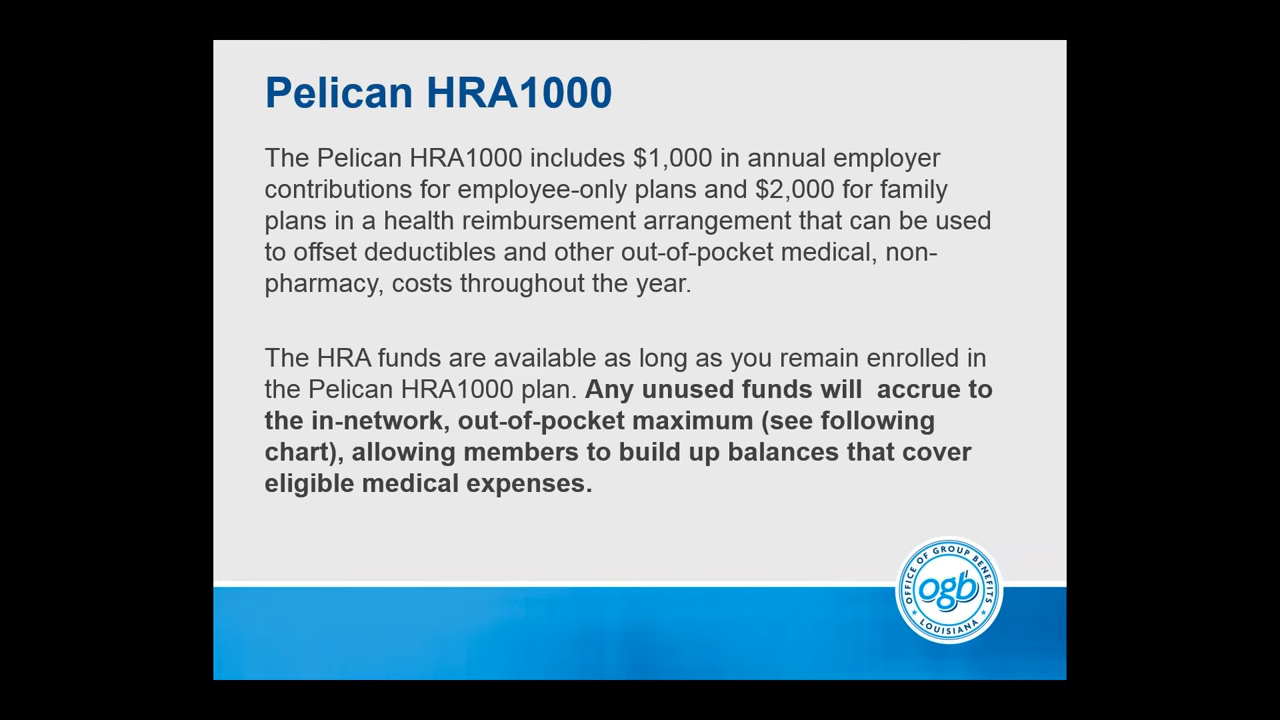 Pelican HRA1000
The Pelican HRA1000 includes $1,000 in annual employer
contributions for employee-only plans and $2,000 for family
plans in a health reimbursement arrangement that can be used
to offset deductibles and other out-of-pocket medical, non-
pharmacy, costs throughout the year.
The HRA funds are available as long as you remain enrolled in
the Pelican HRA1000 plan. Any unused funds will  accrue to
the in-network, out-of-pocket maximum (see following
chart), allowing members to build up balances that cover
eligible medical expenses.
OFFICE OF GROUP BENEFITS
ogb
LOUISIANA